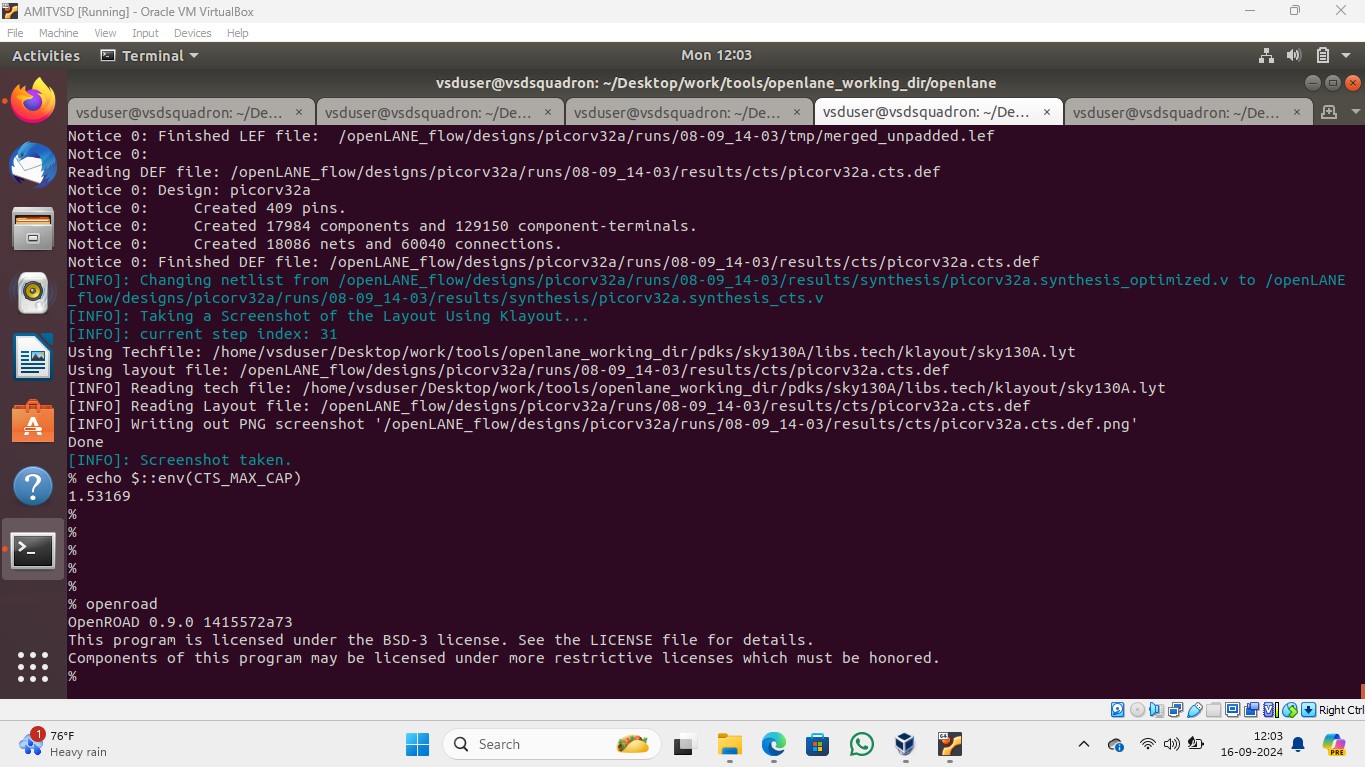 AMITVSD [Running] - Oracle VM VirtualBox
File Machine View Input Devices Help
Activities Terminal Mon 12:03
vsduser@vsdsquadron: ~/Desktop/work/tools/openlane_working_dir/openlane
vsduser@vsdsquadron: ~/De... × vsduser@vsdsquadron: ~/De... × vsduser@vsdsquadron: ~/De... × vsduser@vsdsquadron: ~/De... × vsduser@vsdsquadron: ~/De... ×
Notice 0: Finished LEF file:  /openLANE_flow/designs/picorv32a/runs/08-09_14-03/tmp/merged_unpadded.lef
Notice 0:
Reading DEF file: /openLANE_flow/designs/picorv32a/runs/08-09_14-03/results/cts/picorv32a.cts.def
Notice 0: Design: picorv32a
Notice 0:     Created 409 pins.
Notice 0:     Created 17984 components and 129150 component-terminals.
Notice 0:     Created 18086 nets and 60040 connections.
Notice 0: Finished DEF file: /openLANE_flow/designs/picorv32a/runs/08-09_14-03/results/cts/picorv32a.cts.def
[INFO]: Changing netlist from /openLANE_flow/designs/picorv32a/runs/08-09_14-03/results/synthesis/picorv32a.synthesis_optimized.v to /openLANE
_flow/designs/picorv32a/runs/08-09_14-03/results/synthesis/picorv32a.synthesis_cts.v
[INFO]: Taking a Screenshot of the Layout Using Klayout...
[INFO]: current step index: 31
Using Techfile: /home/vsduser/Desktop/work/tools/openlane_working_dir/pdks/sky130A/libs.tech/klayout/sky130A.lyt
Using layout file: /openLANE_flow/designs/picorv32a/runs/08-09_14-03/results/cts/picorv32a.cts.def
[INFO] Reading tech file: /home/vsduser/Desktop/work/tools/openlane_working_dir/pdks/sky130A/libs.tech/klayout/sky130A.lyt
[INFO] Reading Layout file: /openLANE_flow/designs/picorv32a/runs/08-09_14-03/results/cts/picorv32a.cts.def
[INFO] Writing out PNG screenshot '/openLANE_flow/designs/picorv32a/runs/08-09_14-03/results/cts/picorv32a.cts.def.png'
Done
[INFO]: Screenshot taken.
% echo $::env(CTS_MAX_CAP)
1.53169
%
%
%
%
%
% openroad
OpenROAD 0.9.0 1415572a73
This program is licensed under the BSD-3 license. See the LICENSE file for details.
Components of this program may be licensed under more restrictive licenses which must be honored.
%
Right Ctrl
1 76°F
Heavy rain
Search
12:03
16-09-2024
PRE